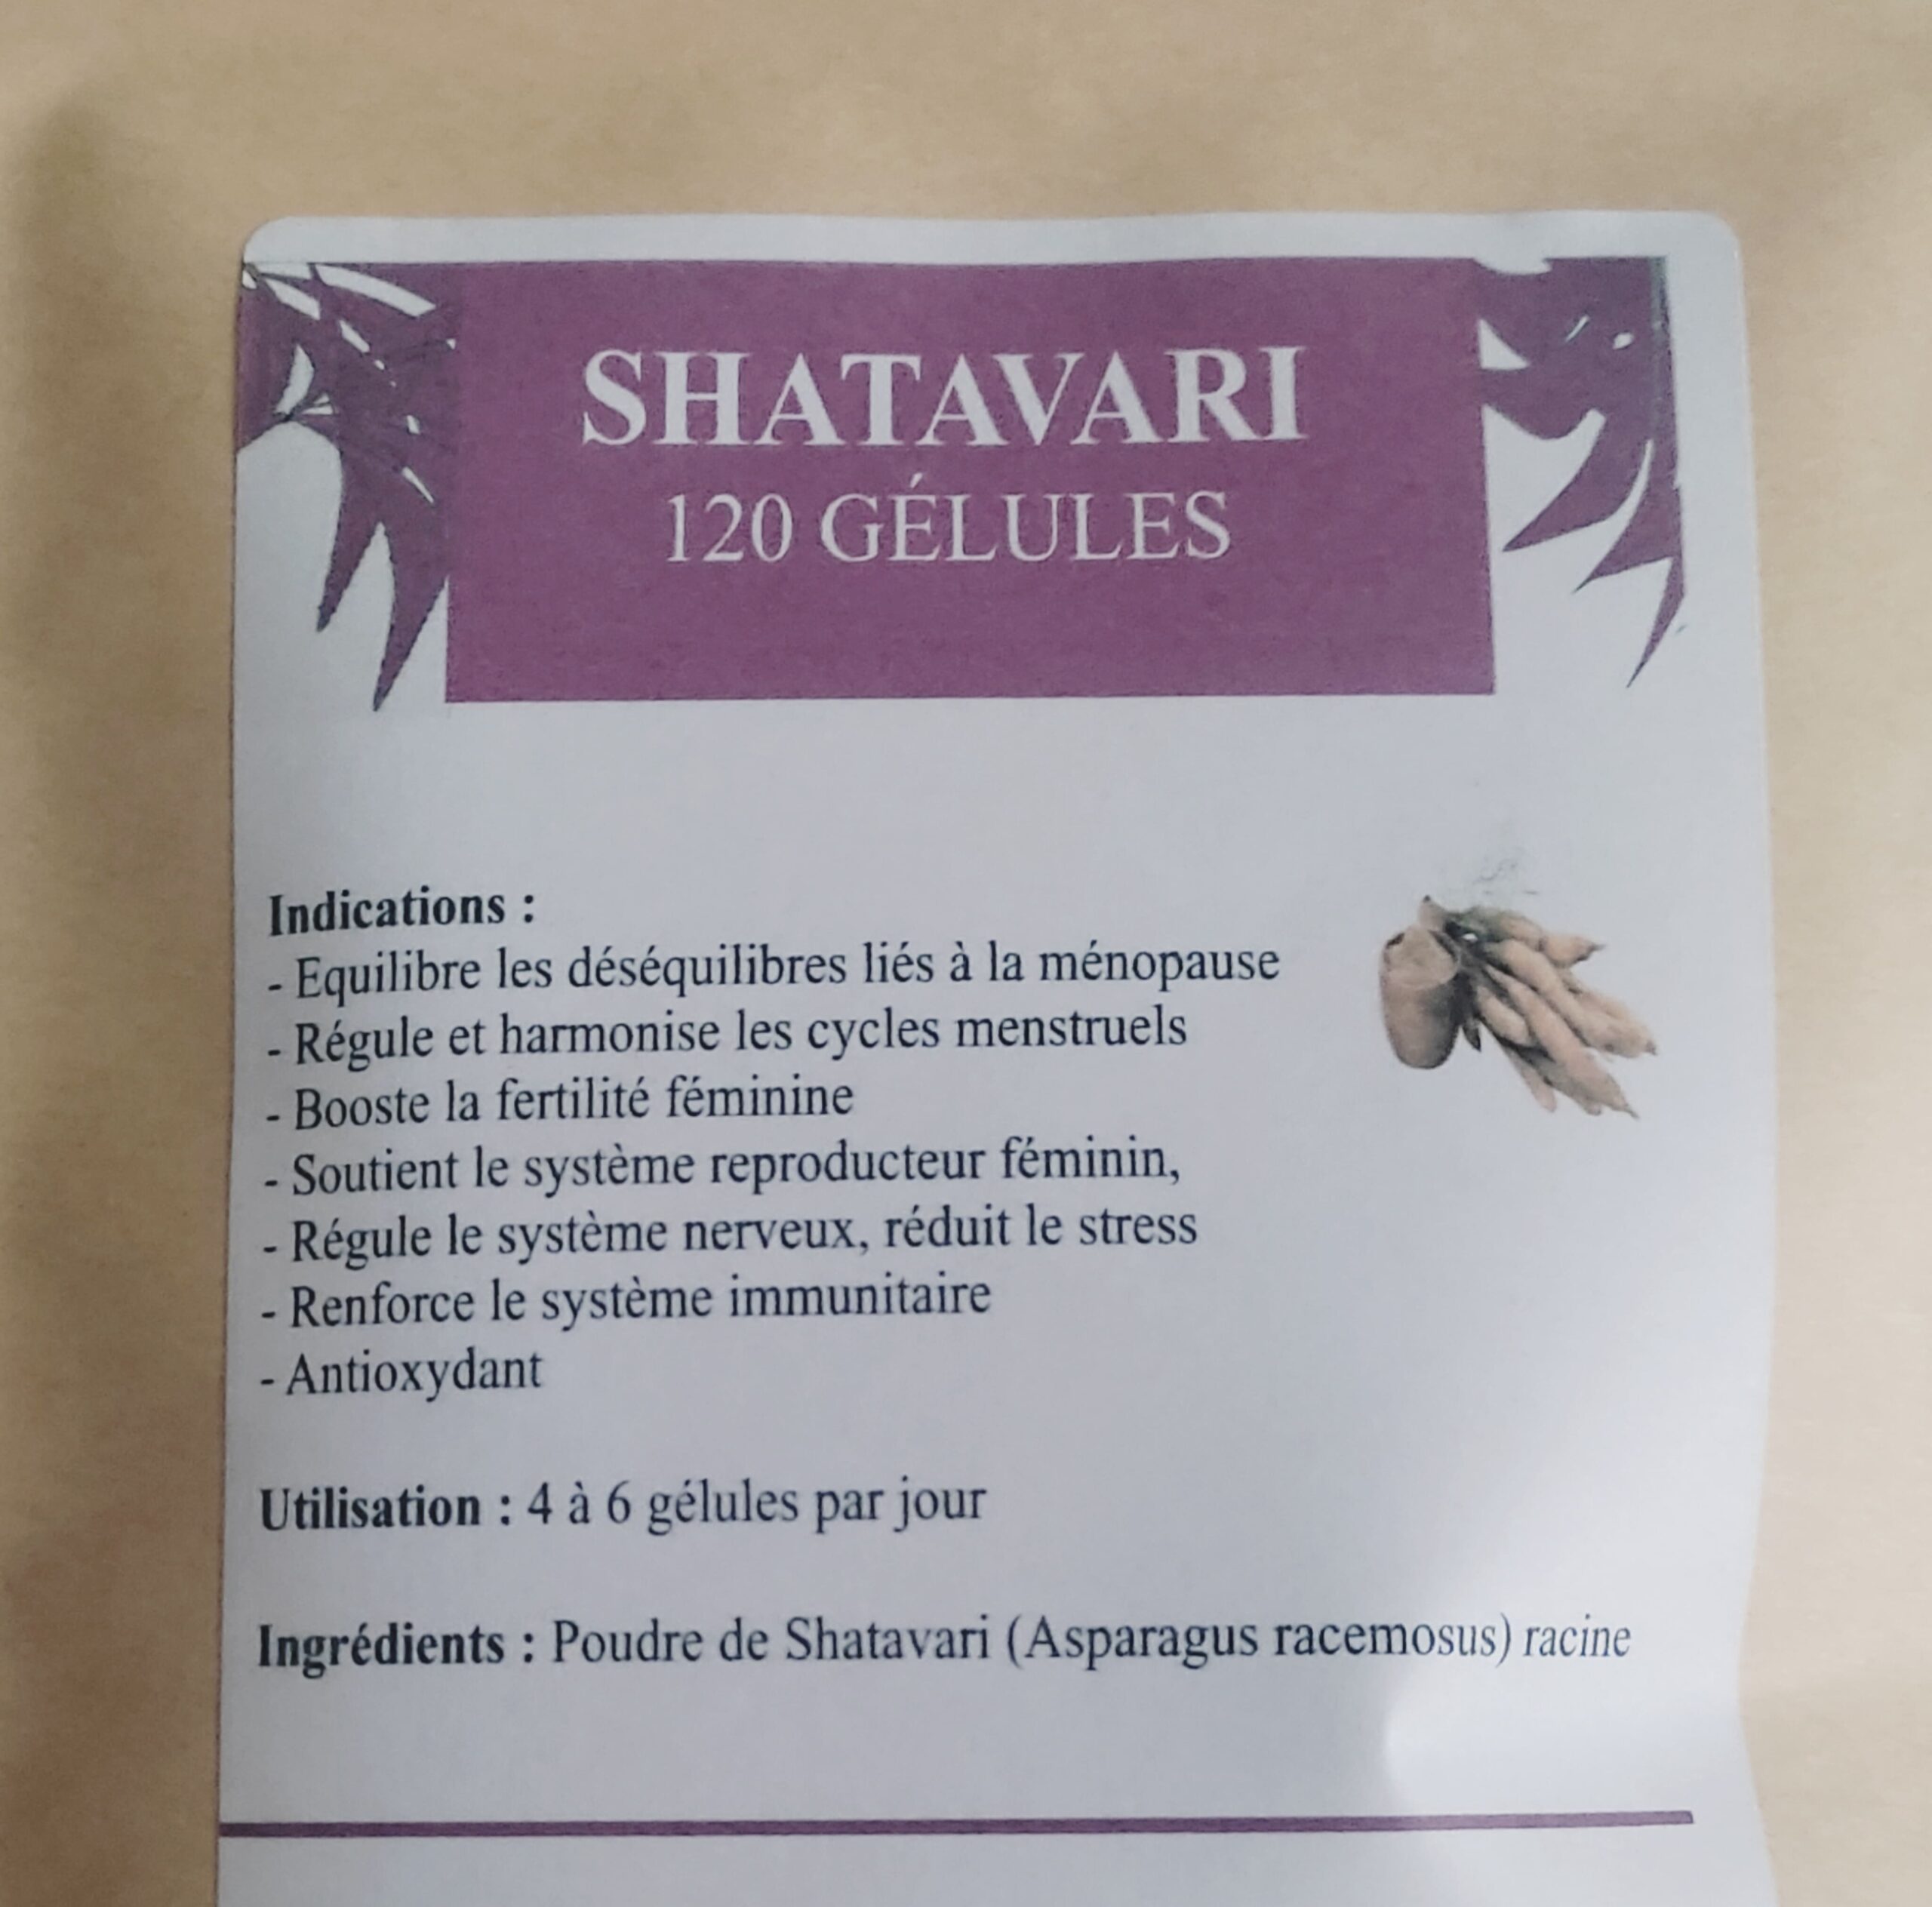 SHATAVARI
120 GÉLULES
Indications :
- Equilibre les déséquilibres liés à la ménopause
- Régule et harmonise les cycles menstruels
- Booste la fertilité féminine
- Soutient le système reproducteur féminin,
- Régule le système nerveux, réduit le stress
- Renforce le système immunitaire
- Antioxydant
Utilisation : 4 à 6 gélules par jour
Ingrédients : Poudre de Shatavari (Asparagus racemosus) racine